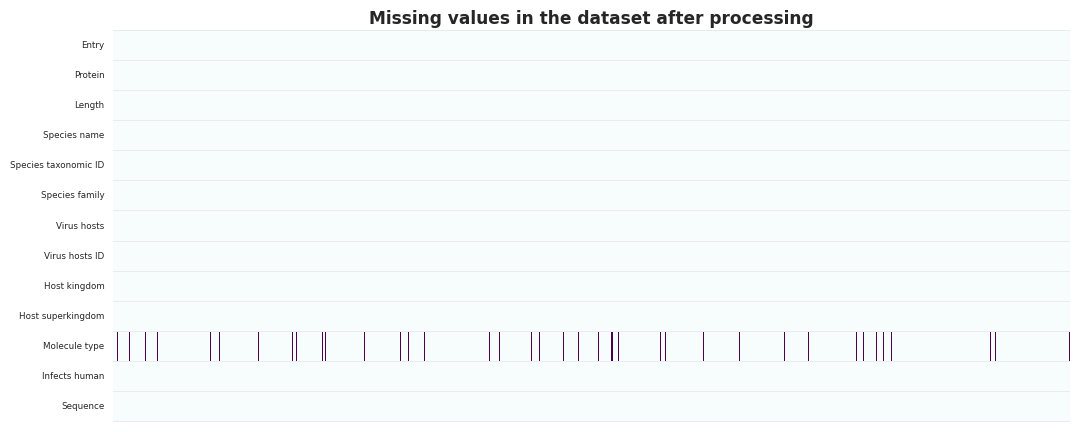 Missing values in the dataset after processing
Entry
Protein
Length
Species name
Species taxonomic ID
Species family
Virus hosts
Virus hosts ID
Host kingdom
Host superkingdom
Molecule type
Infects human
Sequence